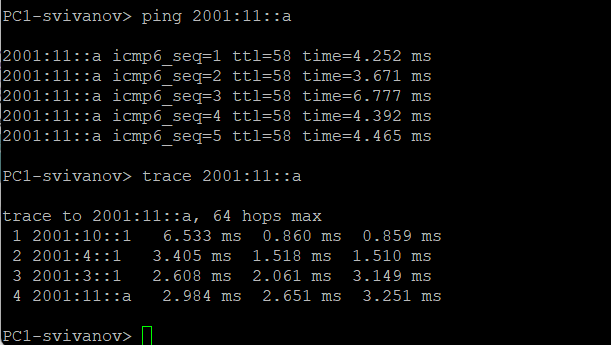 PC1-svivanov> ping 2001:11::a
2001:11::a icmp6_seq=1 ttl=58 time=4.252 ms
2001:11::a icmp6_seq=2 ttl=58 time=3.671 ms
2001:11::a icmp6_seq=3 ttl=58 time=6.777 ms
2001:11::a icmp6_seq=4 ttl=58 time=4.392 ms
2001:11::a icmp6_seq=5 ttl=58 time=4.465 ms
PC1-svivanov> trace 2001:11::a
trace to 2001:11::a, 64 hops max
1 2001:10::1 6.533 ms 0.860 ms 0.859 ms
2 2001:4::1 3.405 ms 1.518 ms 1.510 ms
3 2001:3::1 2.608 ms 2.061 ms 3.149 ms
4 2001:11::a 2.984 ms 2.651 ms 3.251 ms
PC1-svivanov>